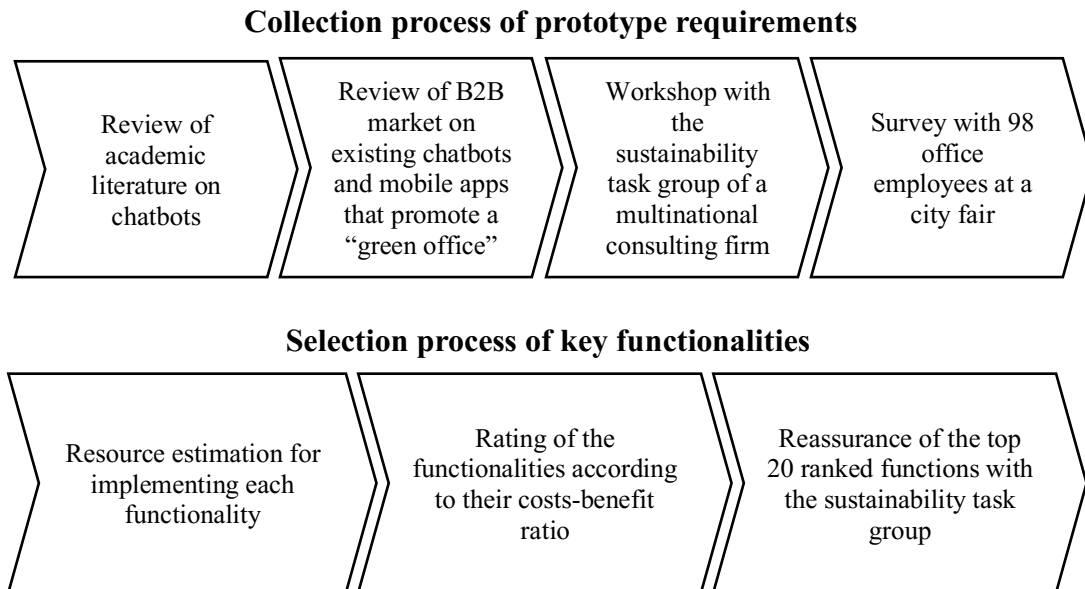 Collection process of prototype requirements
Review of
academic
literature on
chatbots
Review of B2B
market on
existing chatbots
and mobile apps
that promote a
“green office”
Workshop with
the
sustainability
task group of a
multinational
consulting firm
Survey with 98
office
employees at a
city fair
Selection process of key functionalities
Resource estimation for
implementing each
functionality
Rating of the
functionalities according
to their costs-benefit
ratio
Reassurance of the top
20 ranked functions with
the sustainability task
group